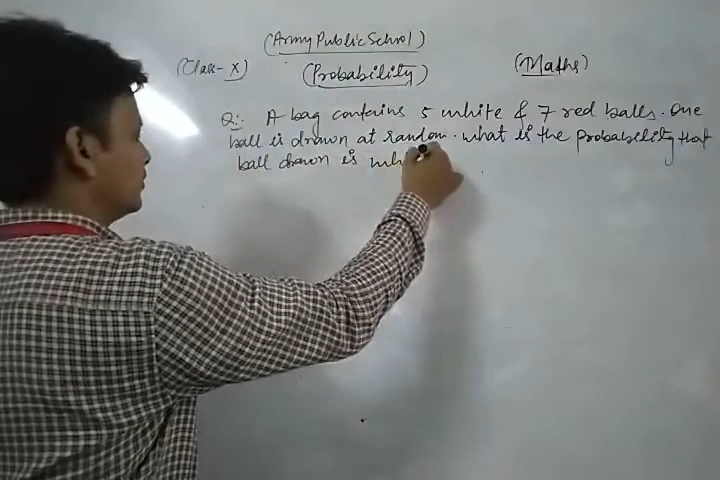 (Army Public School)
(Class- X)
(Probability)
(Maths)
Q:- A bag contains 5 white & 7 red balls. One
ball is drawn at random. what is the probability that
ball drawn is wh